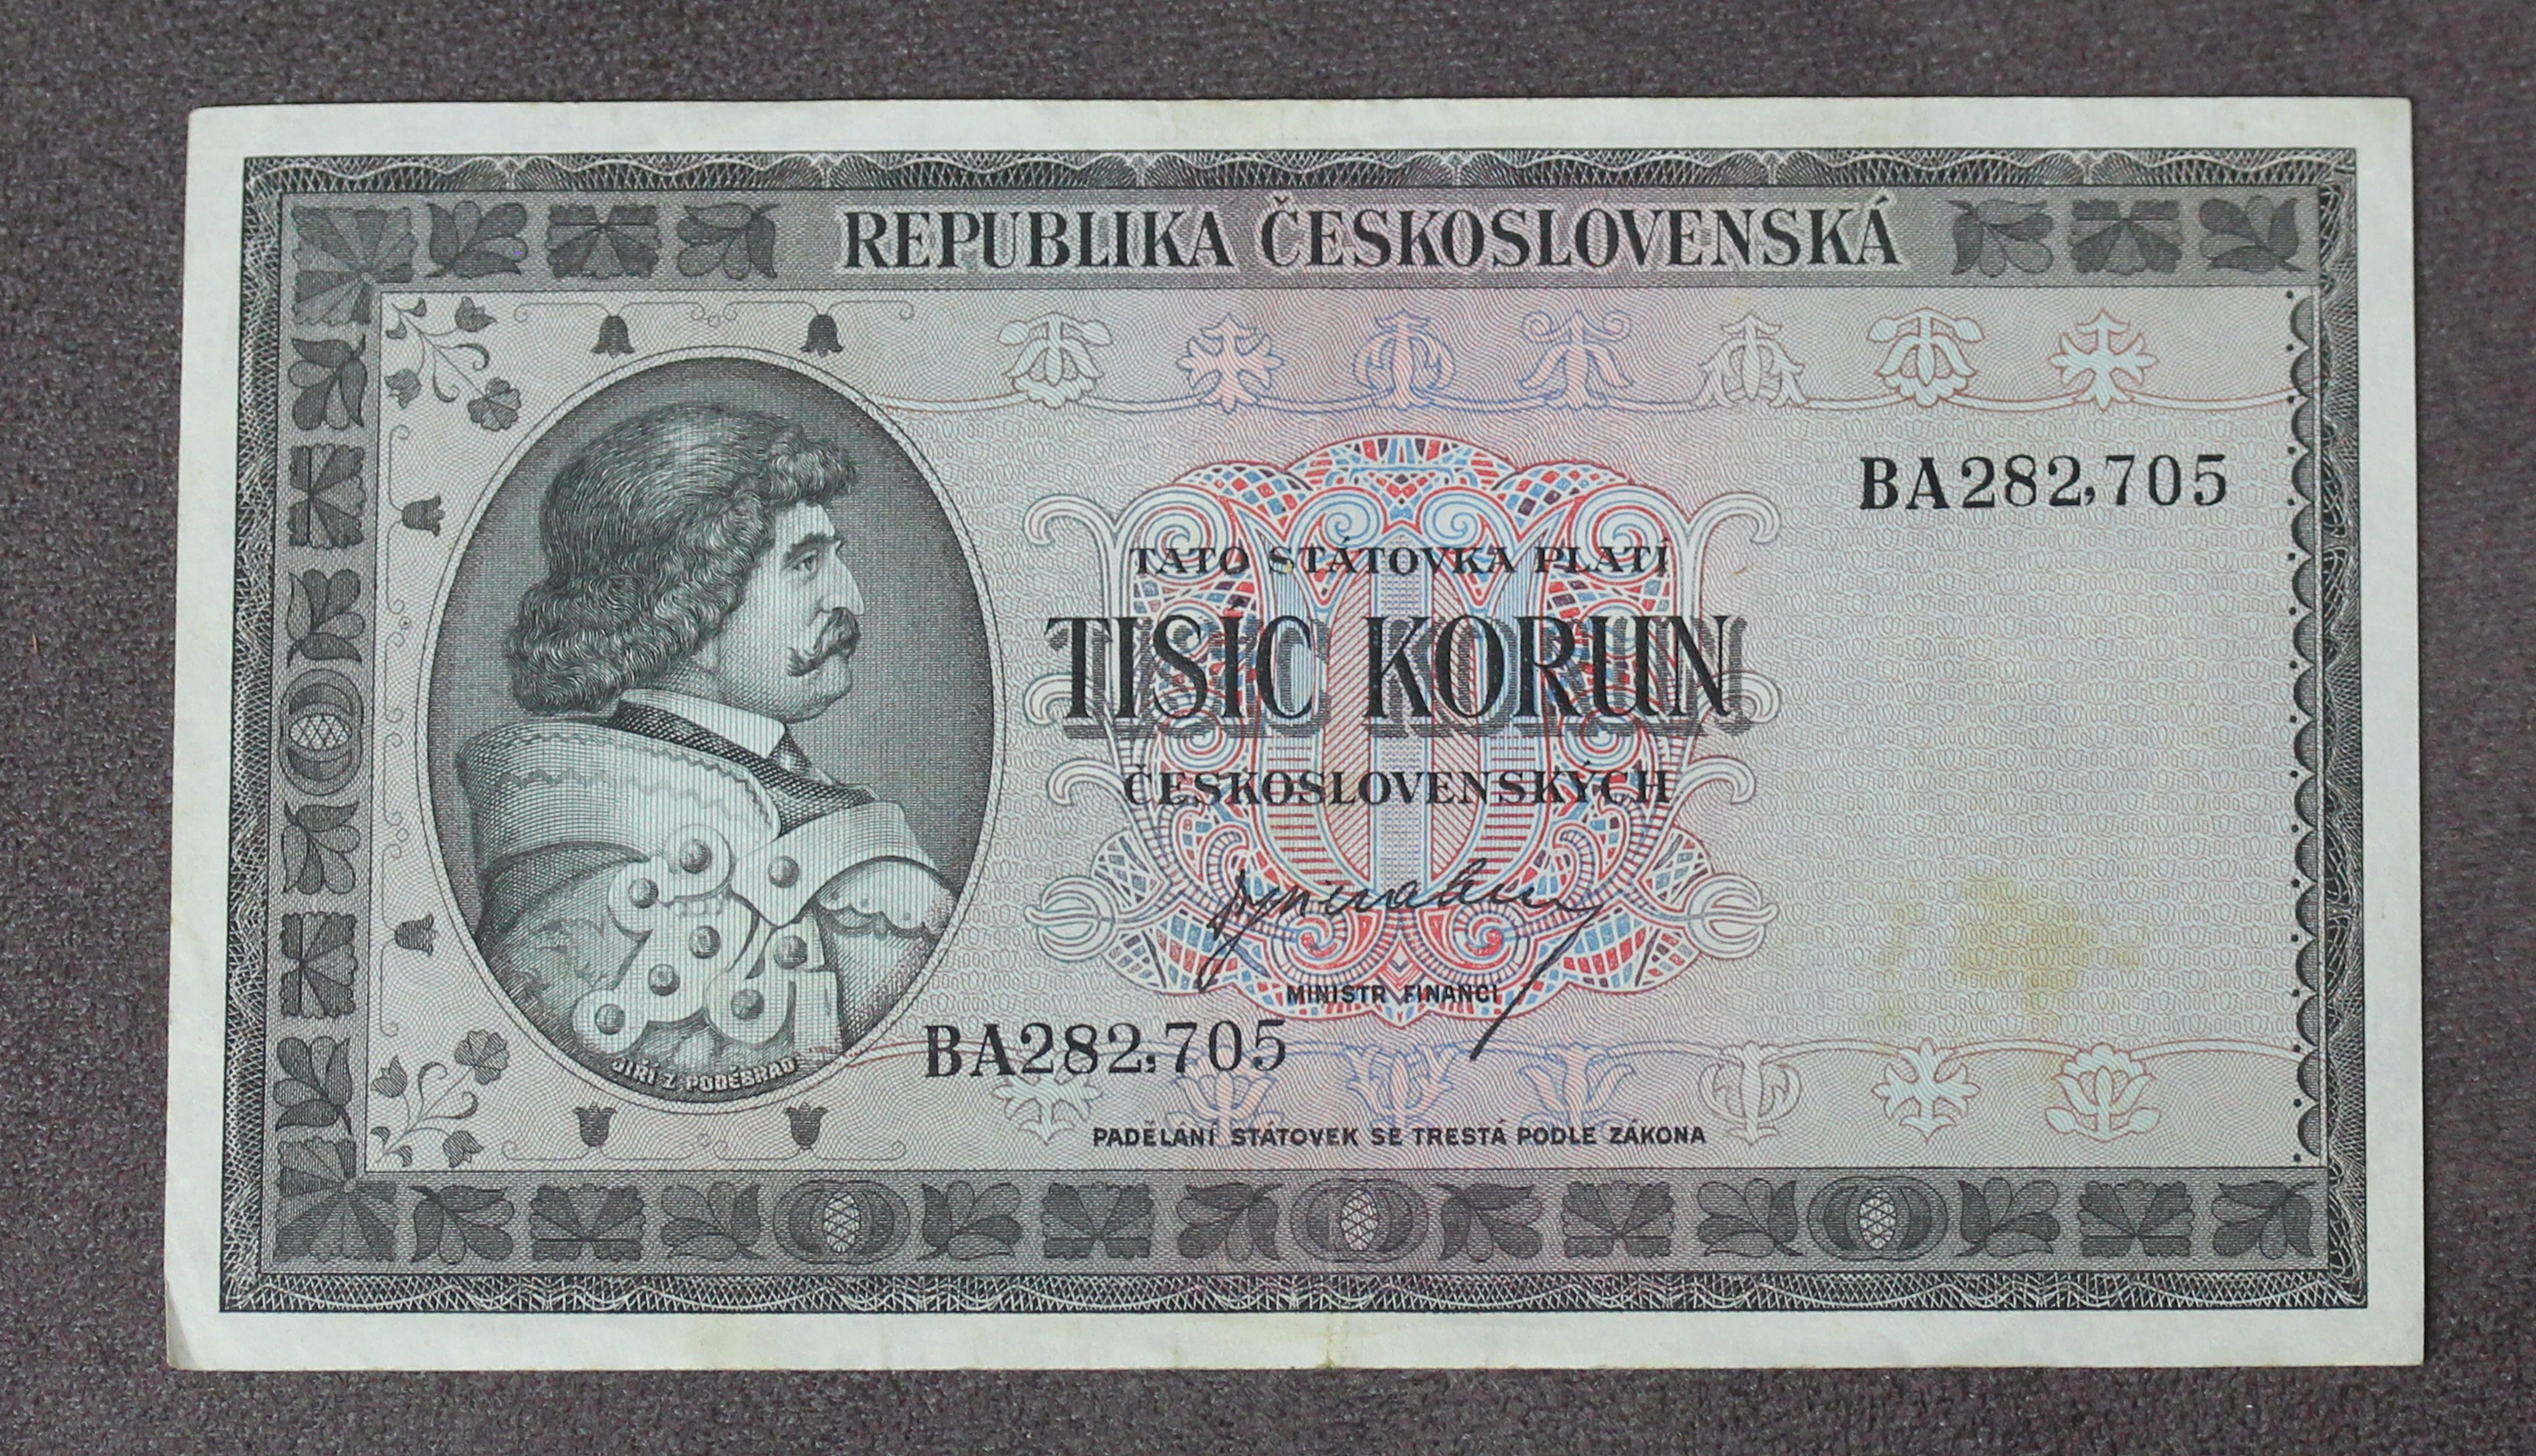 REPUBLIKA ČESKOSLOVENSKÁ
BA282,705
TATO STÁTOVKA PLATÍ
TISÍC KORUN
ČESKOSLOVENSKÝCH
MINISTR FINANCÍ
BA282,705
JIŘÍ Z PODĚBRAD
PADĚLÁNÍ STÁTOVEK SE TRESTÁ PODLE ZÁKONA